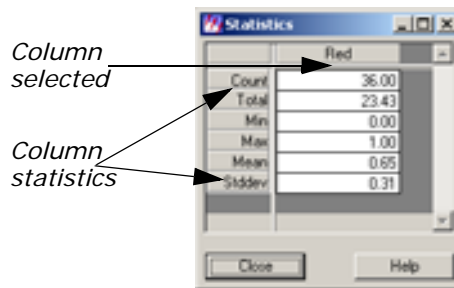 Statistics
Column
selected
Red
Count 36.00
Total 23.43
Min 0.00
Max 1.00
Mean 0.65
Stddev 0.31
Column
statistics
Close Help